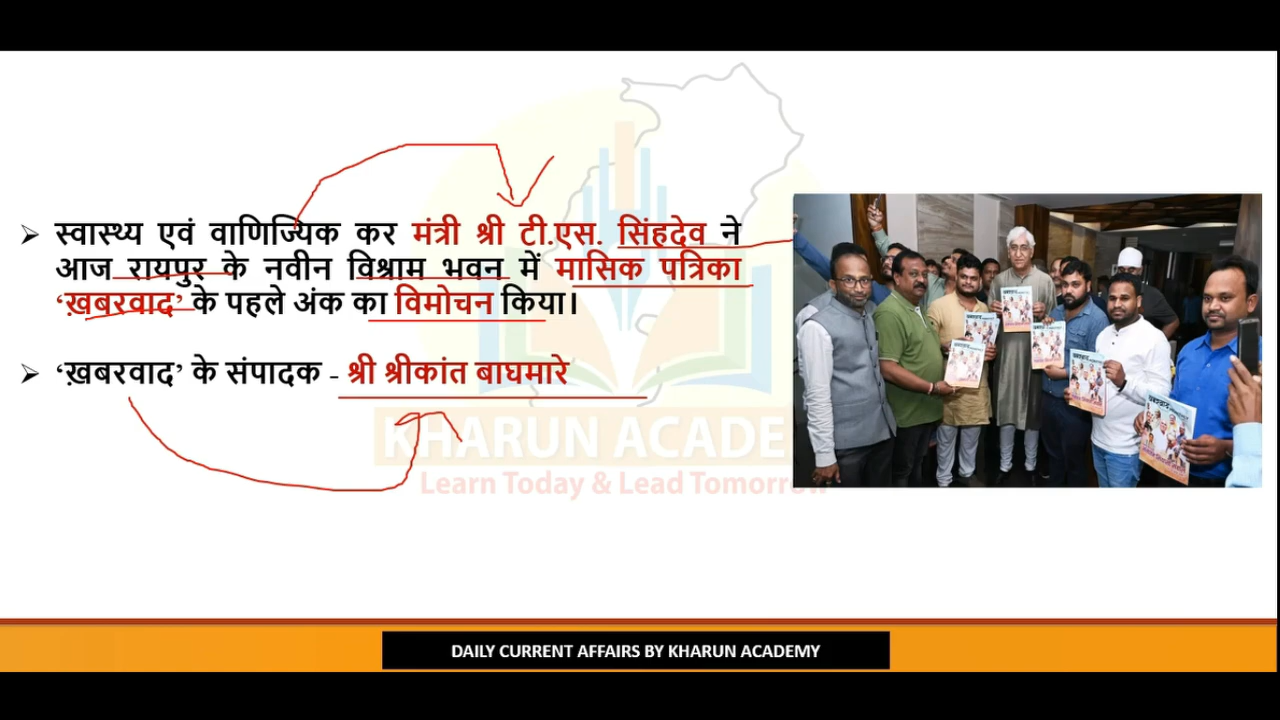 ➢ स्वास्थ्य एवं वाणिज्यिक कर मंत्री श्री टी.एस. सिंहदेव ने
आज रायपुर के नवीन विश्राम भवन में मासिक पत्रिका
‘ख़बरवाद’ के पहले अंक का विमोचन किया।
➢ ‘ख़बरवाद’ के संपादक - श्री श्रीकांत बाघमारे
KHARUN ACADE
Learn Today & Lead Tomorrow
DAILY CURRENT AFFAIRS BY KHARUN ACADEMY